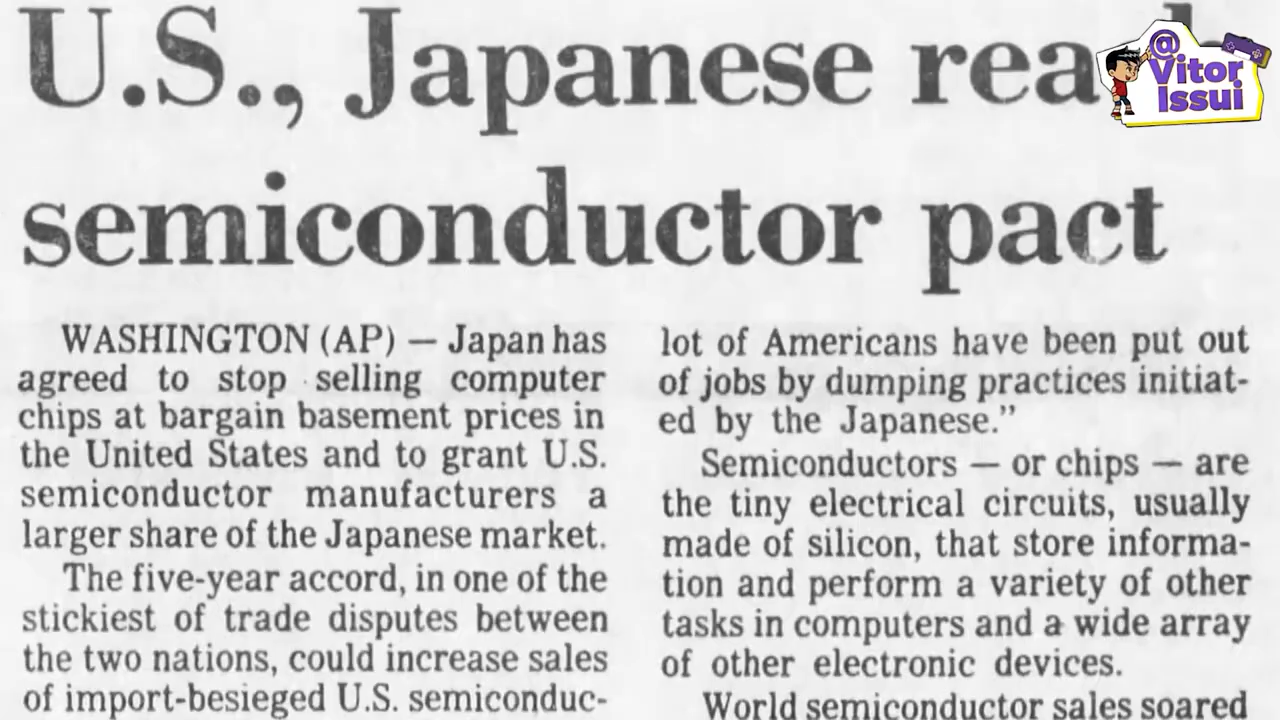 U.S., Japanese
semiconductor pact
WASHINGTON (AP) — Japan has
agreed to stop selling computer
chips at bargain basement prices in
the United States and to grant U.S.
semiconductor manufacturers a
larger share of the Japanese market.
The five-year accord, in one of the
stickiest of trade disputes between
the two nations, could increase sales
of import-besieged U.S. semiconduc-
lot of Americans have been put out
of jobs by dumping practices initiat-
ed by the Japanese.”
Semiconductors — or chips — are
the tiny electrical circuits, usually
made of silicon, that store informa-
tion and perform a variety of other
tasks in computers and a wide array
of other electronic devices.
World semiconductor sales soared
@
Vitor
Issui